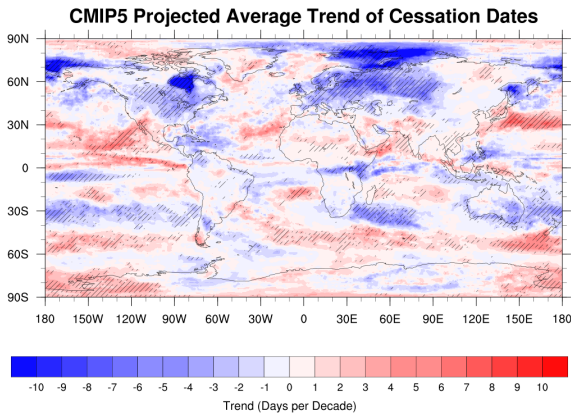 CMIP5 Projected Average Trend of Cessation Dates
90N
60N
30N
0
30S
60S
90S
180 150W 120W 90W 60W 30W 0 30E 60E 90E 120E 150E 180
-10 -9 -8 -7 -6 -5 -4 -3 -2 -1 0 1 2 3 4 5 6 7 8 9 10
Trend (Days per Decade)